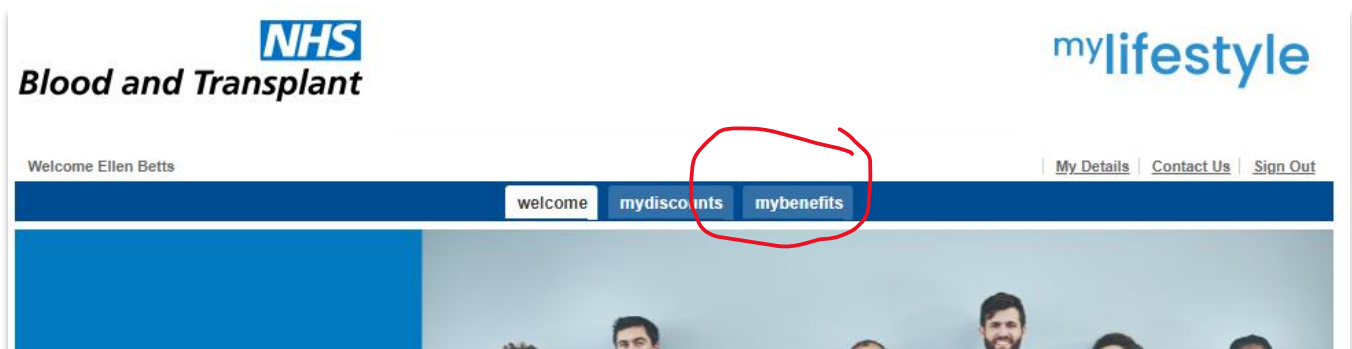 NHS
Blood and Transplant
mylifestyle
Welcome Ellen Betts
My Details | Contact Us | Sign Out
welcome mydiscounts mybenefits